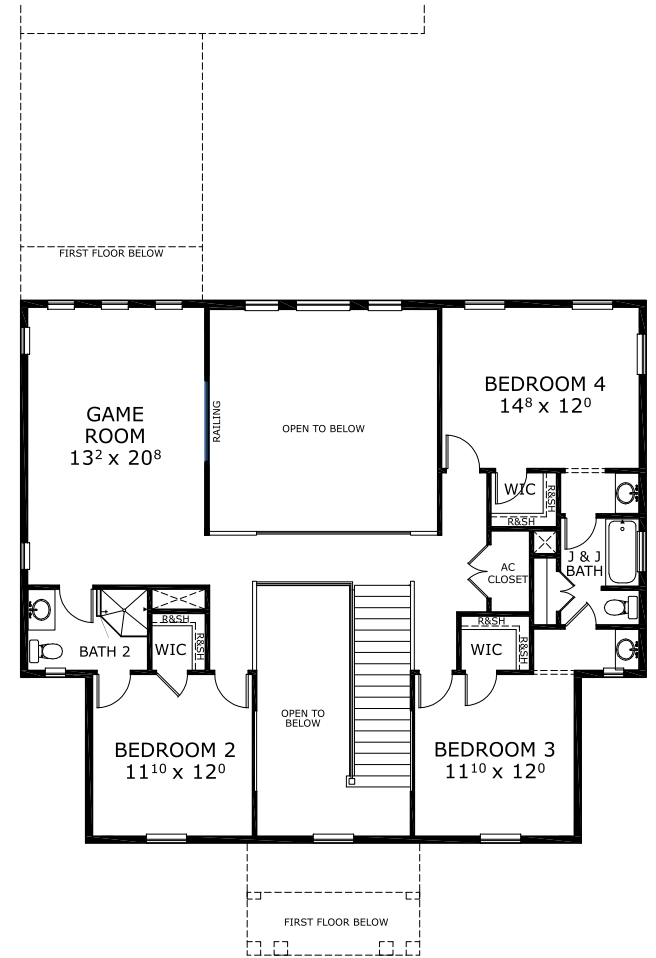 FIRST FLOOR BELOW
GAME
ROOM
13² x 20⁸
RAILING
OPEN TO BELOW
BEDROOM 4
14⁸ x 12⁰
WIC
R&SH
R&SH
J & J
BATH
AC
CLOSET
R&SH
R&SH
WIC
BATH 2
R&SH
WIC
R&SH
OPEN TO
BELOW
BEDROOM 2
11¹⁰ x 12⁰
BEDROOM 3
11¹⁰ x 12⁰
FIRST FLOOR BELOW